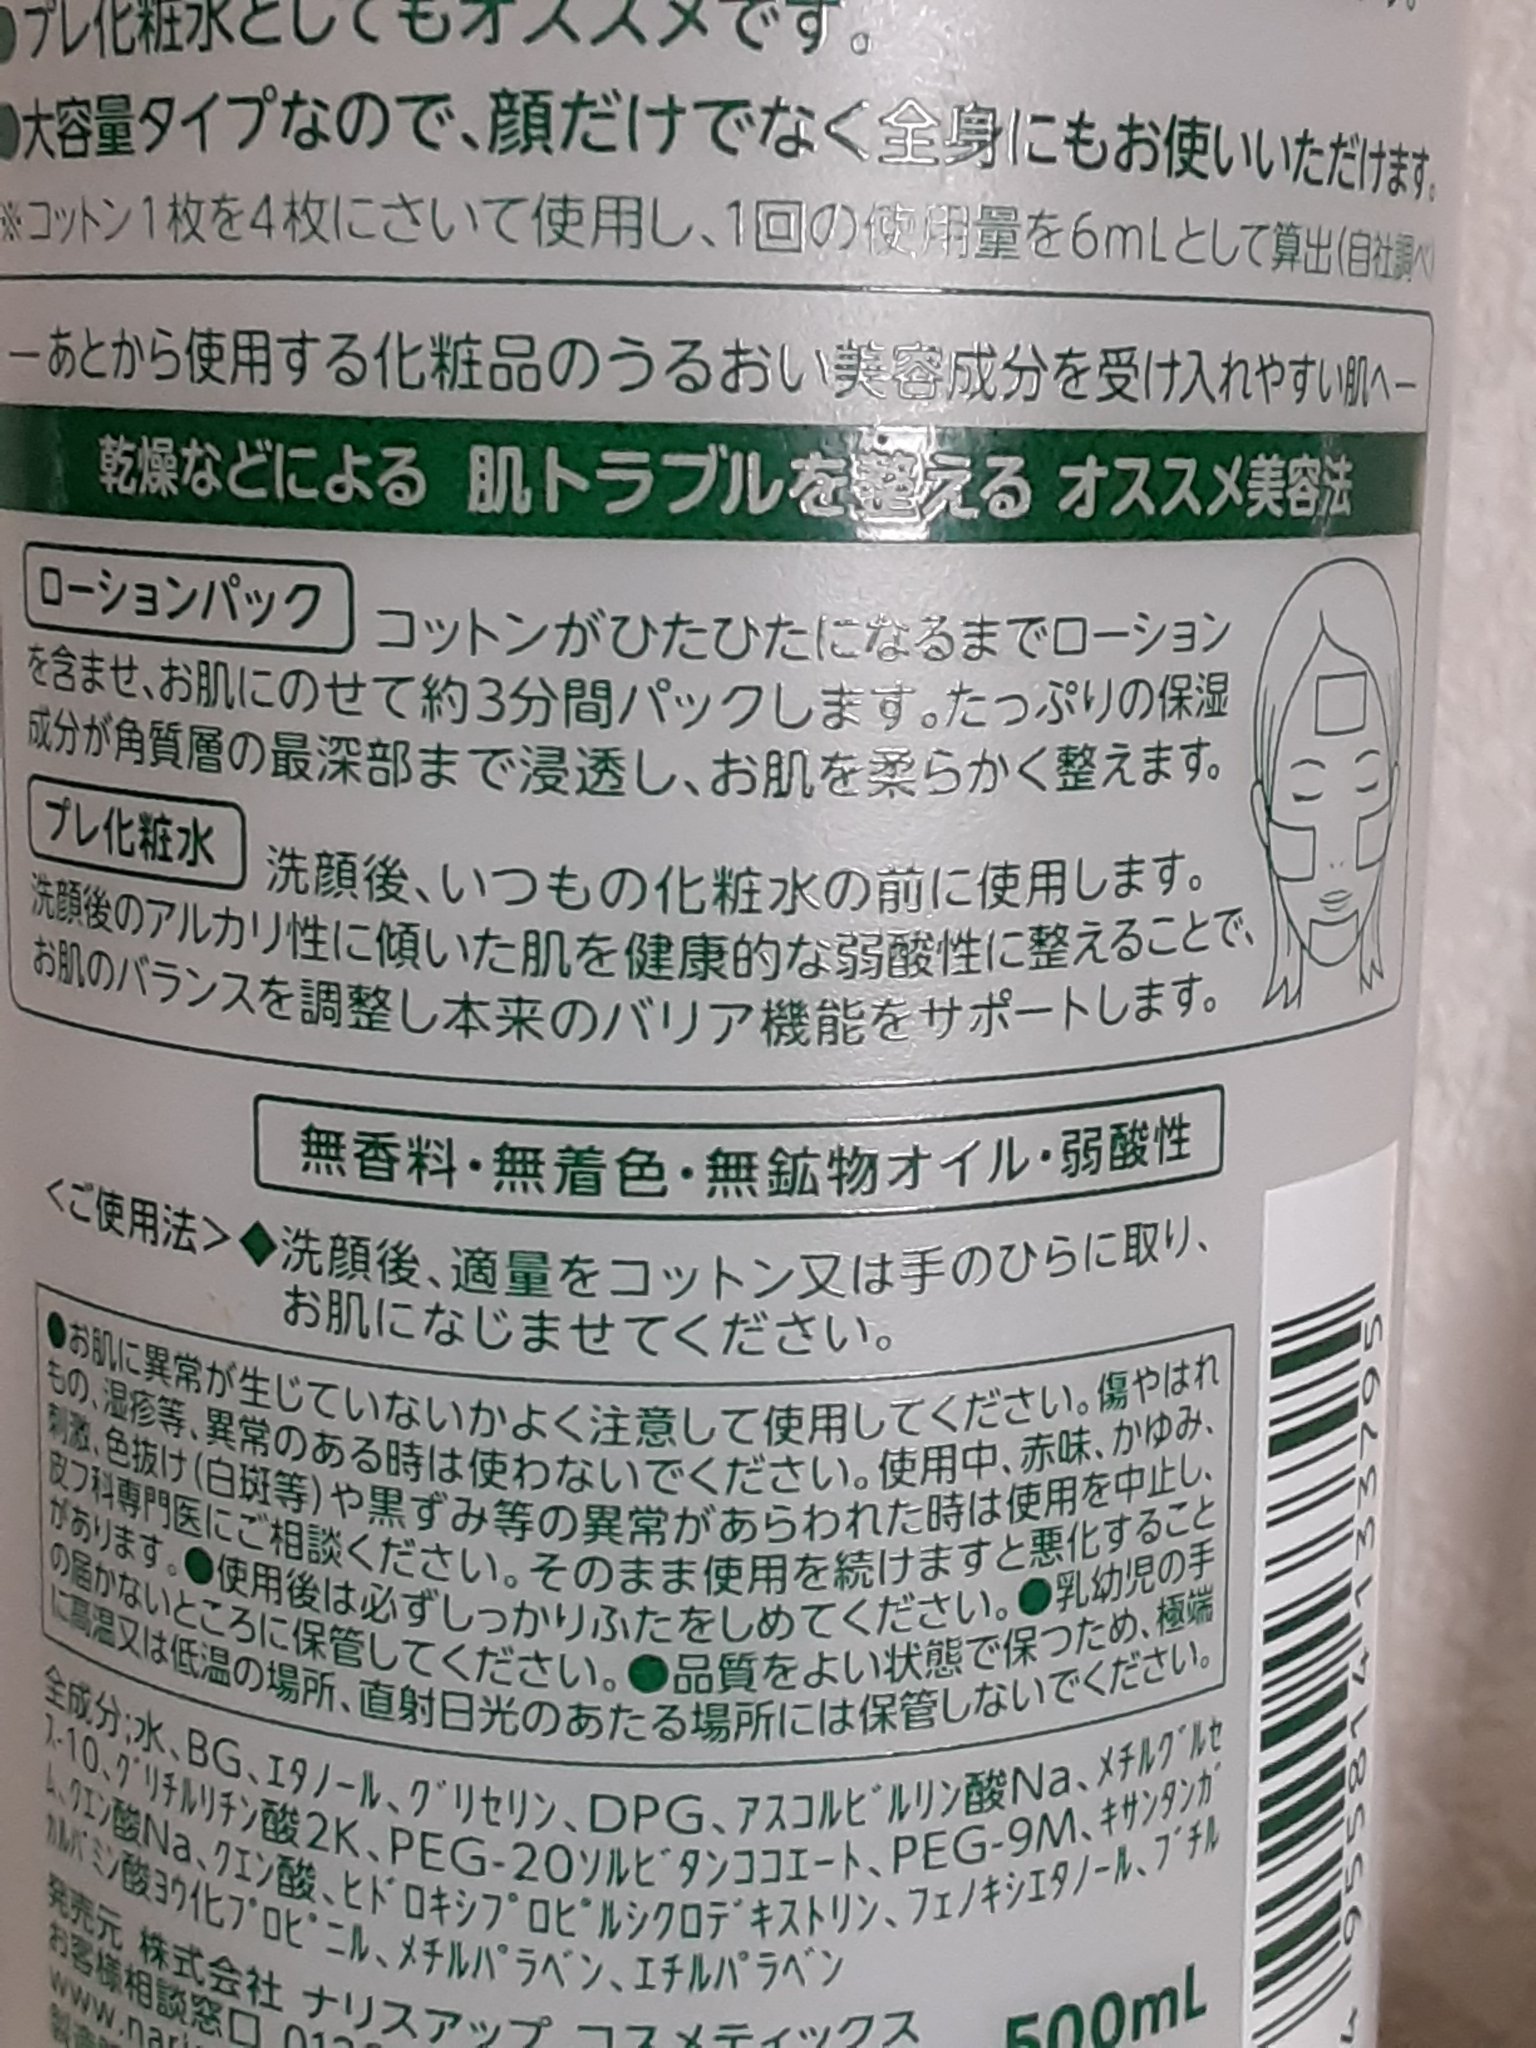 ●プレ化粧水としてもオススメです。
●大容量タイプなので、顔だけでなく全身にもお使いいただけます。
※コットン1枚を4枚にさいて使用し、1回の使用量を6mLとして算出(自社調べ)
―あとから使用する化粧品のうるおい美容成分を受け入れやすい肌へ―
乾燥などによる 肌トラブルを整える オススメ美容法
ローションパック コットンがひたひたになるまでローション
を含ませ、お肌にのせて約3分間パックします。たっぷりの保湿
成分が角質層の最深部まで浸透し、お肌を柔らかく整えます。
プレ化粧水 洗顔後、いつもの化粧水の前に使用します。
洗顔後のアルカリ性に傾いた肌を健康的な弱酸性に整えることで、
お肌のバランスを調整し本来のバリア機能をサポートします。
無香料・無着色・無鉱物オイル・弱酸性
<ご使用法>◆洗顔後、適量をコットン又は手のひらに取り、
お肌になじませてください。
●お肌に異常が生じていないかよく注意して使用してください。傷やはれ
もの、湿疹等、異常のある時は使わないでください。使用中、赤味、かゆみ、
刺激、色抜け(白斑等)や黒ずみ等の異常があらわれた時は使用を中止し、
皮フ科専門医にご相談ください。そのまま使用を続けますと悪化すること
があります。●使用後は必ずしっかりふたをしめてください。●乳幼児の手
の届かないところに保管してください。●品質をよい状態で保つため、極端
に高温又は低温の場所、直射日光のあたる場所には保管しないでください。
全成分:水、BG、エタノール、グリセリン、DPG、アスコルビルリン酸Na、メチルグルセ
ス-10、グリチルリチン酸2K、PEG-20ソルビタンココエート、PEG-9M、キサンタンガ
ム、クエン酸Na、クエン酸、ヒドロキシプロピルシクロデキストリン、フェノキシエタノール、ブチル
カルバミン酸ヨウ化プロピニル、メチルパラベン、エチルパラベン
発売元 株式会社 ナリスアップ コスメティックス
お客様相談窓口 0120
www.naris
500mL
4955814133795